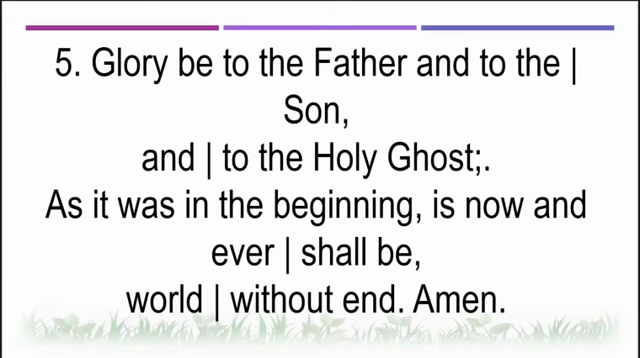 5. Glory be to the Father and to the |
Son,
and | to the Holy Ghost;.
As it was in the beginning, is now and
ever | shall be,
world | without end. Amen.